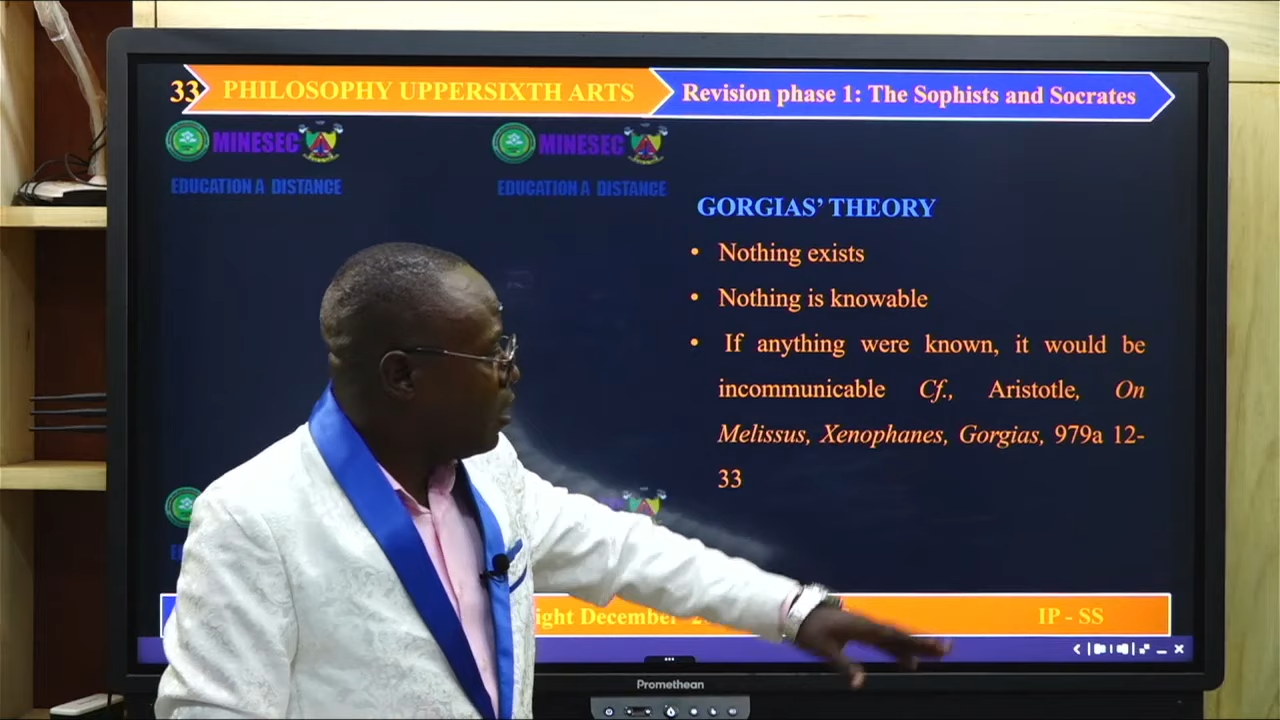 33
PHILOSOPHY UPPERSIXTH ARTS
Revision phase 1: The Sophists and Socrates
MINESEC
MINESEC
EDUCATION A DISTANCE
EDUCATION A DISTANCE
GORGIAS' THEORY
• Nothing exists
• Nothing is knowable
• If anything were known, it would be
incommunicable Cf., Aristotle, On
Melissus, Xenophanes, Gorgias, 979a 12-
33
ight December
IP - SS
Promethean